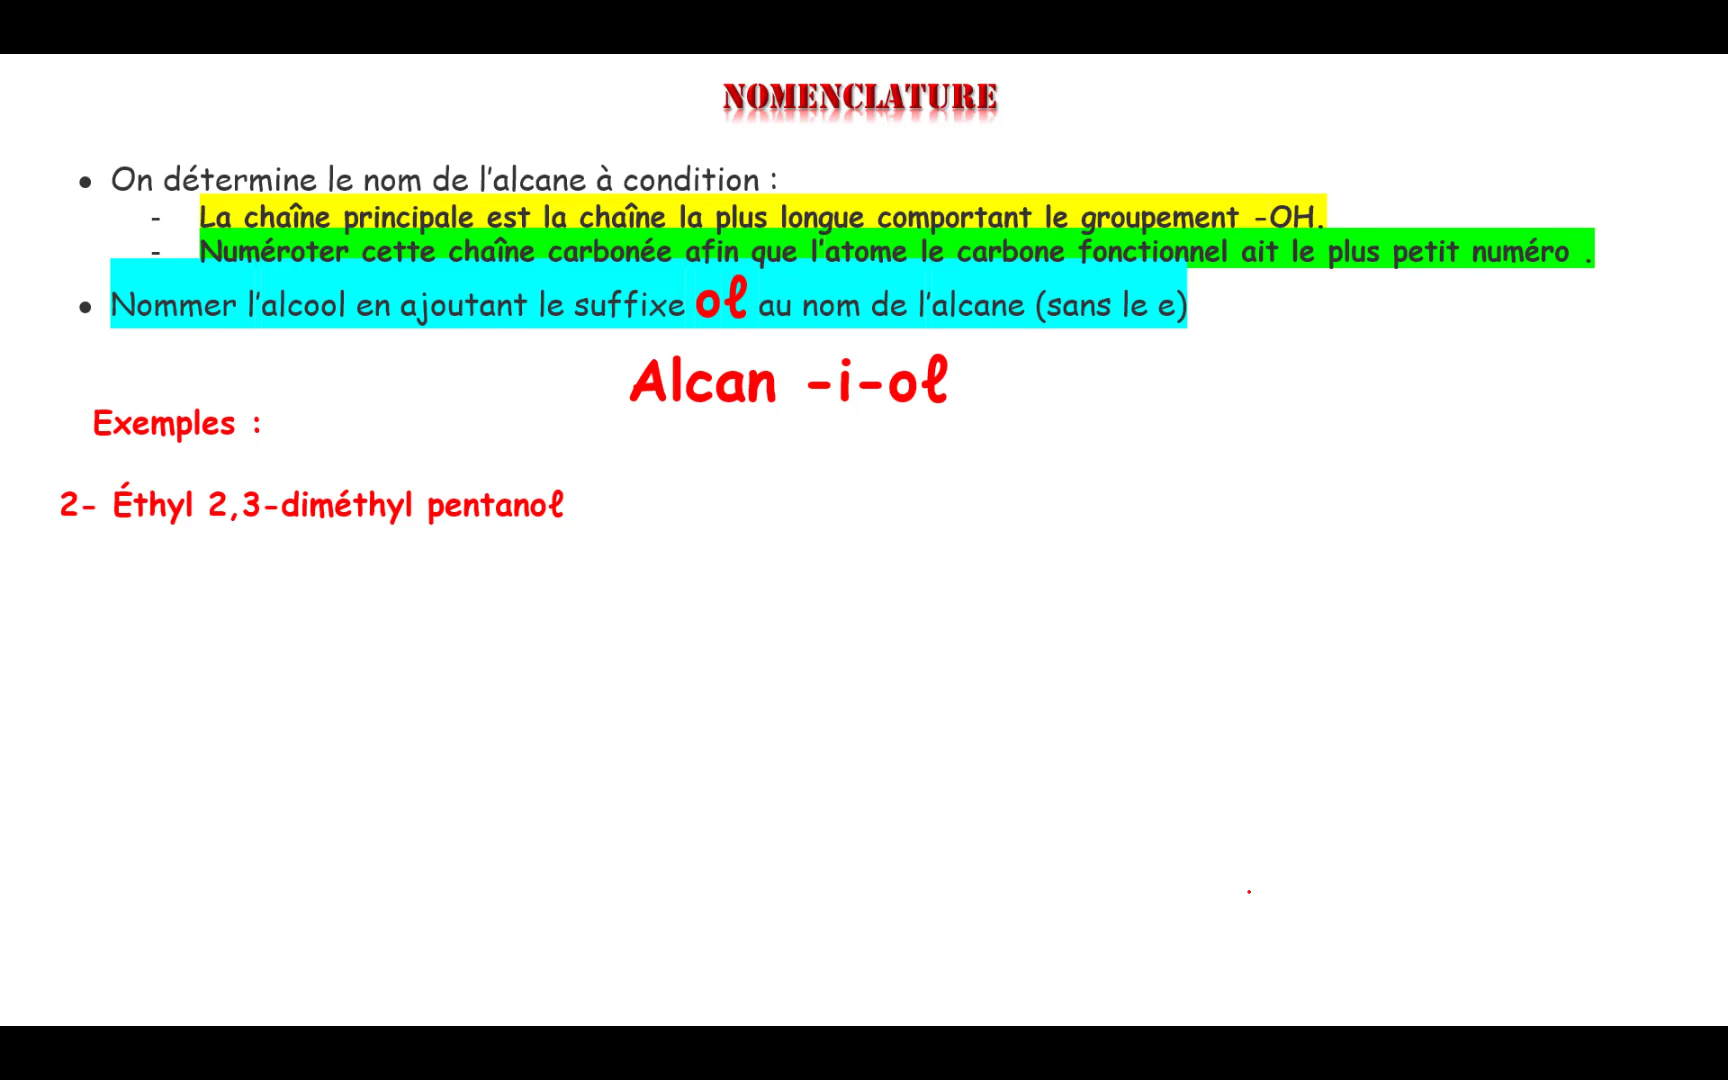 NOMENCLATURE
• On détermine le nom de l'alcane à condition :
- La chaîne principale est la chaîne la plus longue comportant le groupement -OH.
- Numéroter cette chaîne carbonée afin que l'atome le carbone fonctionnel ait le plus petit numéro .
• Nommer l'alcool en ajoutant le suffixe oℓ au nom de l'alcane (sans le e)
Alcan -i-oℓ
Exemples :
2- Éthyl 2,3-diméthyl pentanoℓ